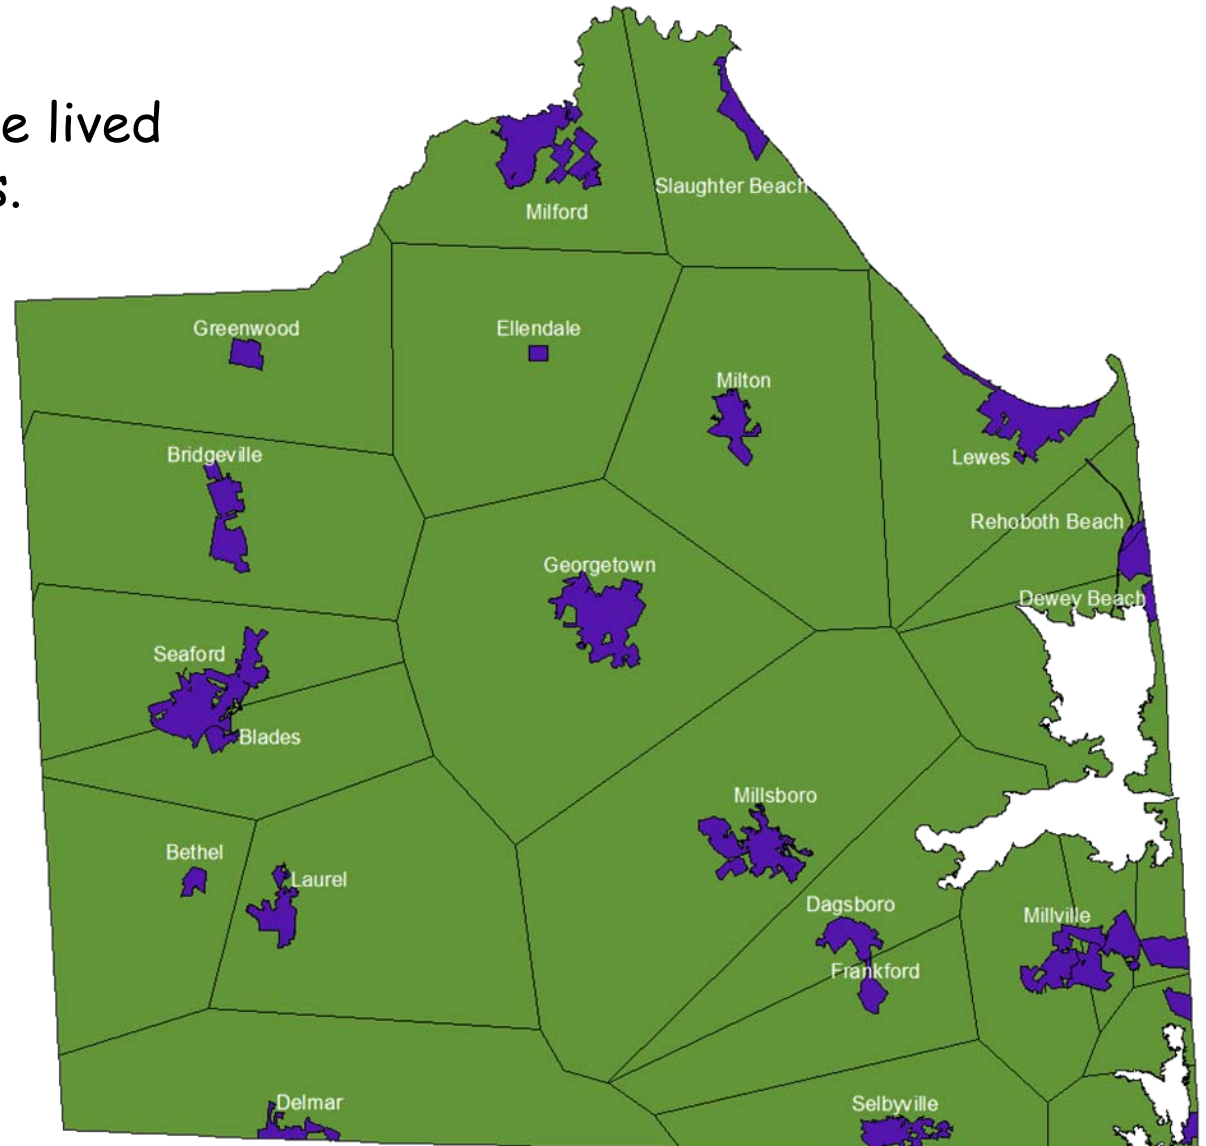 e lived
s.
Slaughter Beach
Milford
Greenwood
Ellendale
Milton
Bridgeville
Lewes
Rehoboth Beach
Georgetown
Dewey Beach
Seaford
Blades
Millsboro
Bethel
Laurel
Dagsboro
Millville
Frankford
Delmar
Selbyville